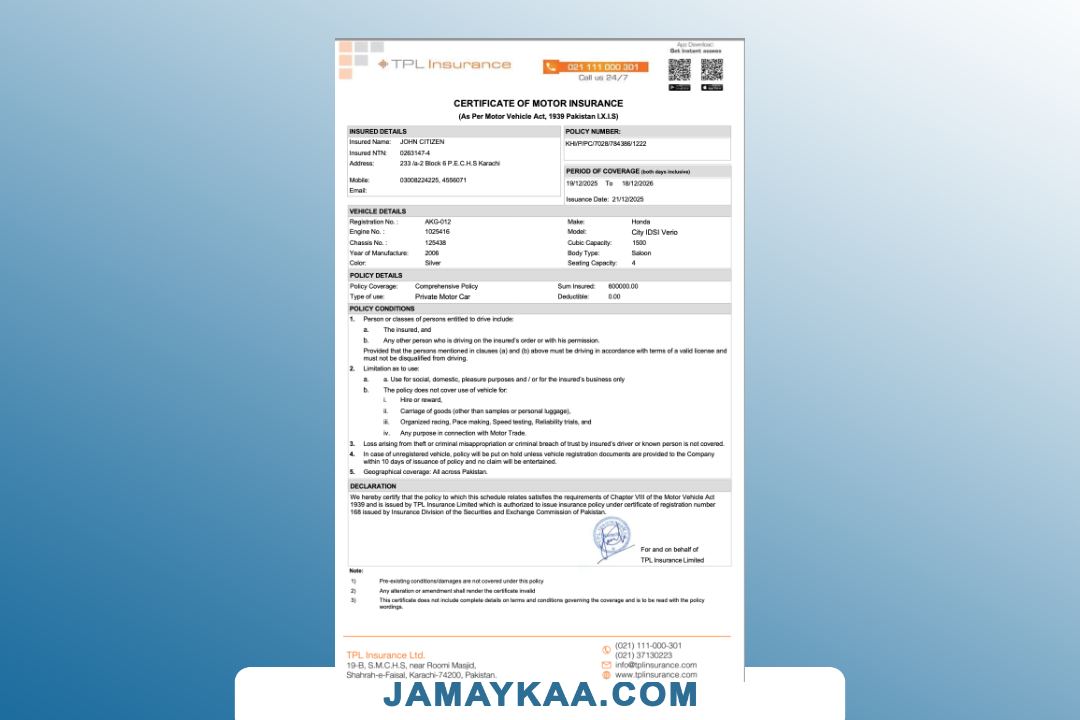 App Download:
Get instant access
TPL Insurance
021 111 000 301
Call us 24/7
CERTIFICATE OF MOTOR INSURANCE
(As Per Motor Vehicle Act, 1939 Pakistan I.X.I.S)
INSURED DETAILS
Insured Name: JOHN CITIZEN
Insured NTN: 0263147-4
Address; 233 /a-2 Block 6 P.E.C.H.S Karachi
Mobile: 03008224225, 4556071
Email:
POLICY NUMBER:
KHI/P/PC/7028/784386/1222
PERIOD OF COVERAGE (both days inclusive)
19/12/2025 To 18/12/2026
Issuance Date: 21/12/2025
VEHICLE DETAILS
Registration No. : AKG-012 Make: Honda
Engine No. : 1025416 Model: City IDSI Verio
Chassis No. : 125438 Cubic Capacity: 1500
Year of Manufacture: 2006 Body Type: Saloon
Color: Silver Seating Capacity: 4
POLICY DETAILS
Policy Coverage: Comprehensive Policy Sum Insured: 600000.00
Type of use: Private Motor Car Deductible: 0.00
POLICY CONDITIONS
1. Person or classes of persons entitled to drive include:
a. The insured, and
b. Any other person who is driving on the insured's order or with his permission.
Provided that the persons mentioned in clauses (a) and (b) above must be driving in accordance with terms of a valid license and
must not be disqualified from driving.
2. Limitation as to use:
a. a. Use for social, domestic, pleasure purposes and / or for the insured's business only
b. The policy does not cover use of vehicle for:
i. Hire or reward,
ii. Carriage of goods (other than samples or personal luggage),
iii. Organized racing, Pace making, Speed testing, Reliability trials, and
iv. Any purpose in connection with Motor Trade.
3. Loss arising from theft or criminal misappropriation or criminal breach of trust by insured's driver or known person is not covered.
4. In case of unregistered vehicle, policy will be put on hold unless vehicle registration documents are provided to the Company
within 10 days of issuance of policy and no claim will be entertained.
5. Geographical coverage: All across Pakistan.
DECLARATION
We hereby certify that the policy to which this schedule relates satisfies the requirements of Chapter VIII of the Motor Vehicle Act
1939 and is issued by TPL Insurance Limited which is authorized to issue insurance policy under certificate of registration number
168 issued by Insurance Division of the Securities and Exchange Commission of Pakistan.
For and on behalf of
TPL Insurance Limited
Note:
1) Pre-existing conditions/damages are not covered under this policy
2) Any alteration or amendment shall render the certificate invalid
3) This certificate does not include complete details on terms and conditions governing the coverage and is to be read with the policy
wordings.
TPL Insurance Ltd.
19-B, S.M.C.H.S, near Roomi Masjid,
Shahrah-e-Faisal, Karachi-74200, Pakistan.
(021) 111-000-301
(021) 37130223
info@tplinsurance.com
www.tplinsurance.com
JAMAYKAA.COM